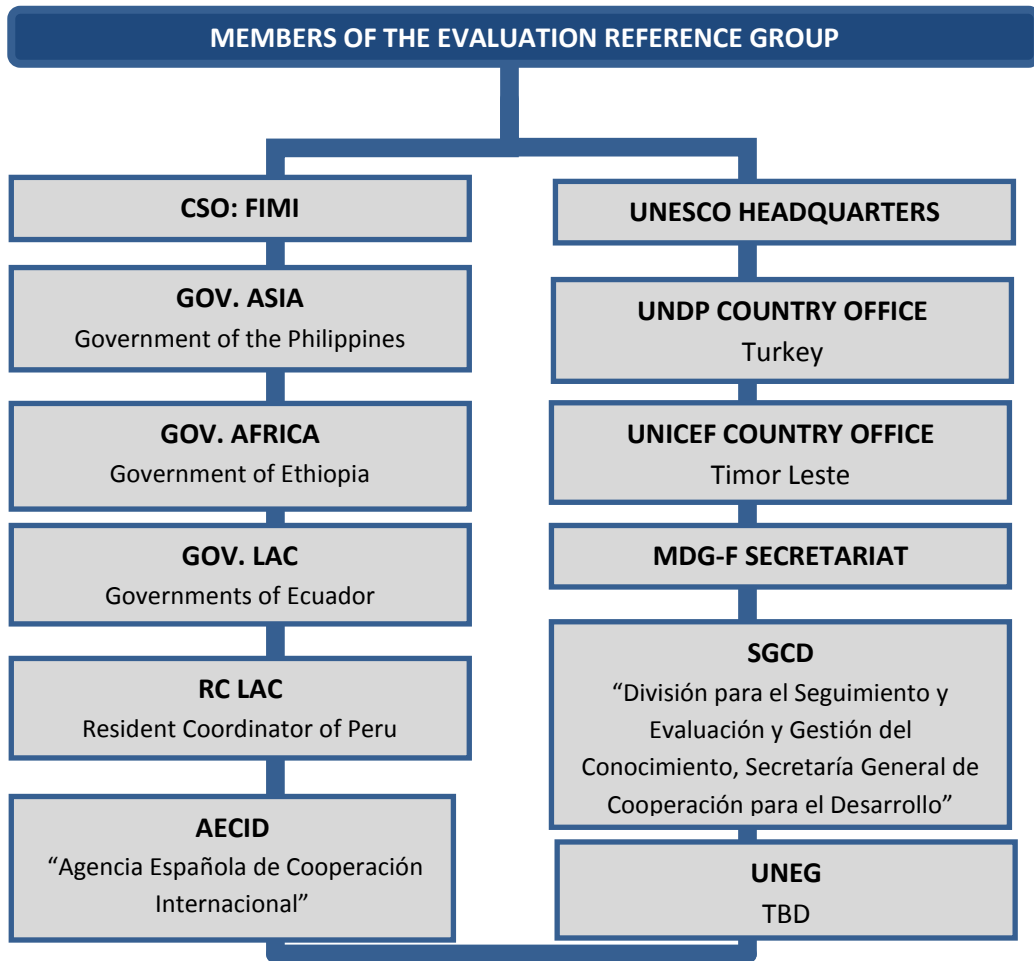 MEMBERS OF THE EVALUATION REFERENCE GROUP
CSO: FIMI
GOV. ASIA
Government of the Philippines
GOV. AFRICA
Government of Ethiopia
GOV. LAC
Governments of Ecuador
RC LAC
Resident Coordinator of Peru
AECID
“Agencia Española de Cooperación
Internacional”
UNESCO HEADQUARTERS
UNDP COUNTRY OFFICE
Turkey
UNICEF COUNTRY OFFICE
Timor Leste
MDG-F SECRETARIAT
SGCD
“División para el Seguimiento y
Evaluación y Gestión del
Conocimiento, Secretaría General de
Cooperación para el Desarrollo”
UNEG
TBD